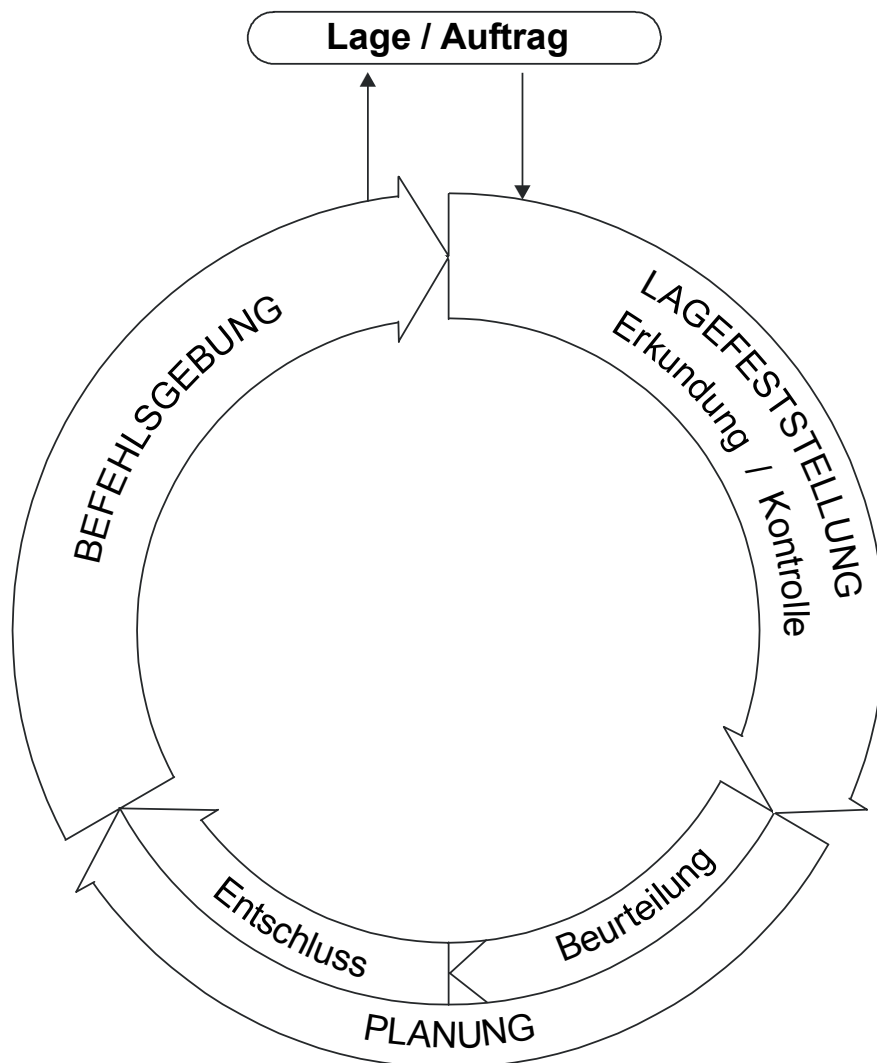 Lage / Auftrag
LAGEFESTSTELLUNG
Erkundung / Kontrolle
Beurteilung
Entschluss
PLANUNG
BEFEHLSGEBUNG